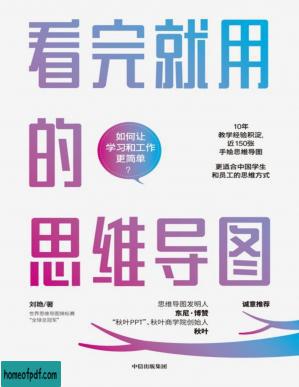 看完就用
的
如何让
学习和工作
更简单
?
10年
教学经验积淀,
近150张
手绘思维导图
更适合中国学生
和员工的思维方式
思维导图
刘艳/著
世界思维导图锦标赛
“全球总冠军”
思维导图发明人
东尼·博赞
“秋叶PPT”、秋叶商学院创始人
秋叶
诚意推荐
中信出版集团
homeofpdf.com